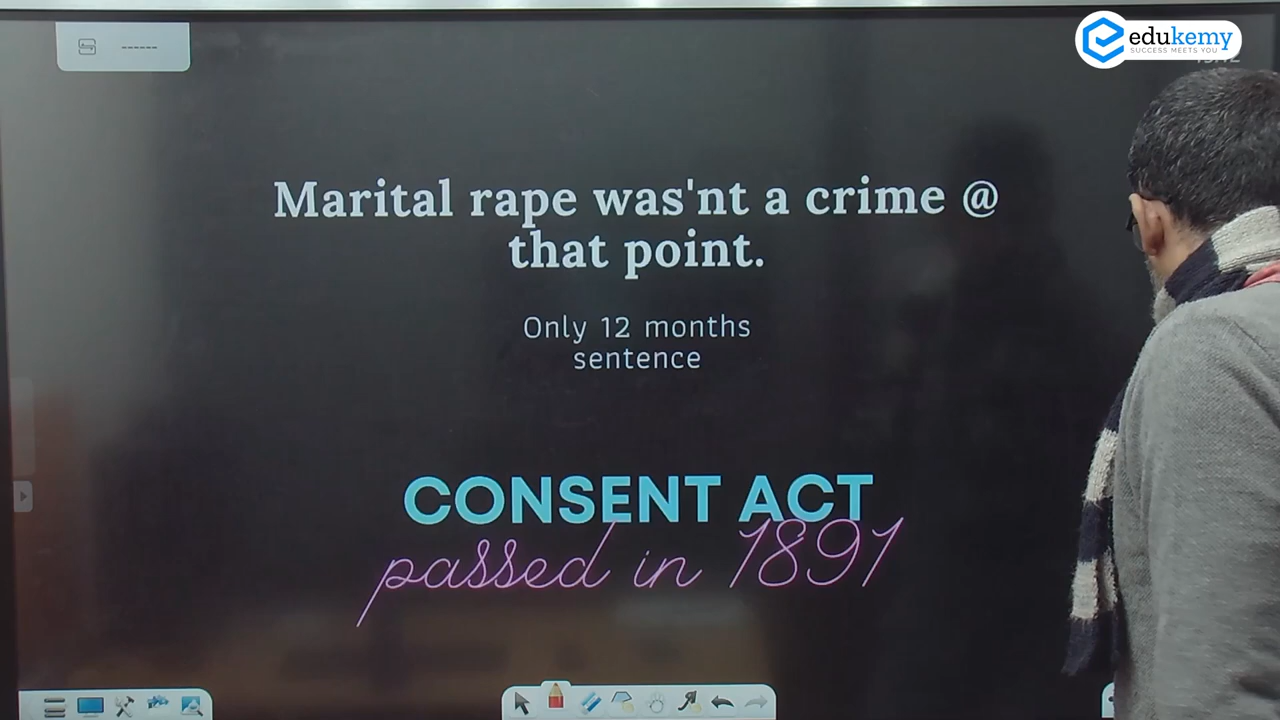 edukemy
SUCCESS MEETS YOU
------
Marital rape was'nt a crime @
that point.
Only 12 months
sentence
CONSENT ACT
passed in 1891